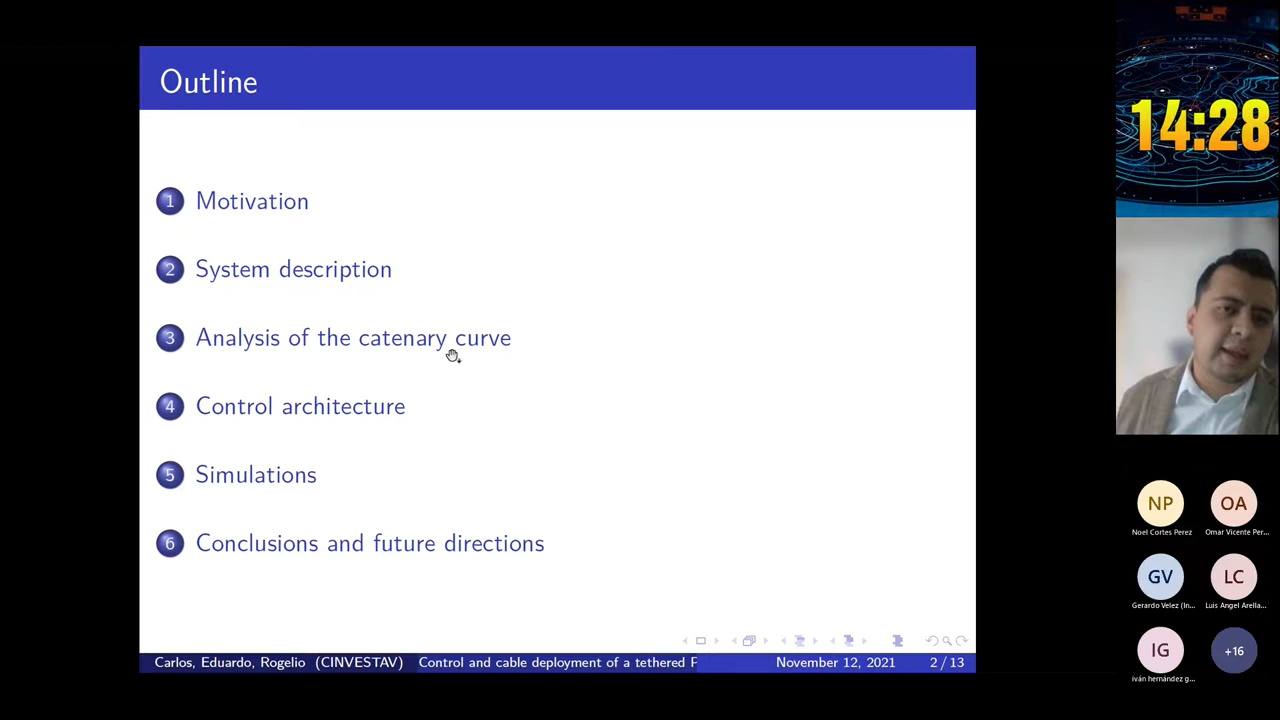 Outline
1 Motivation
2 System description
3 Analysis of the catenary curve
4 Control architecture
5 Simulations
6 Conclusions and future directions
Carlos, Eduardo, Rogelio (CINVESTAV) Control and cable deployment of a tethered November 12, 2021 2 / 13
14:28
NP OA
Noel Cortes Perez Omar Vicente Per...
GV LC
Gerardo Velez (In... Luis Angel Arella...
IG +16
iván hernández g...